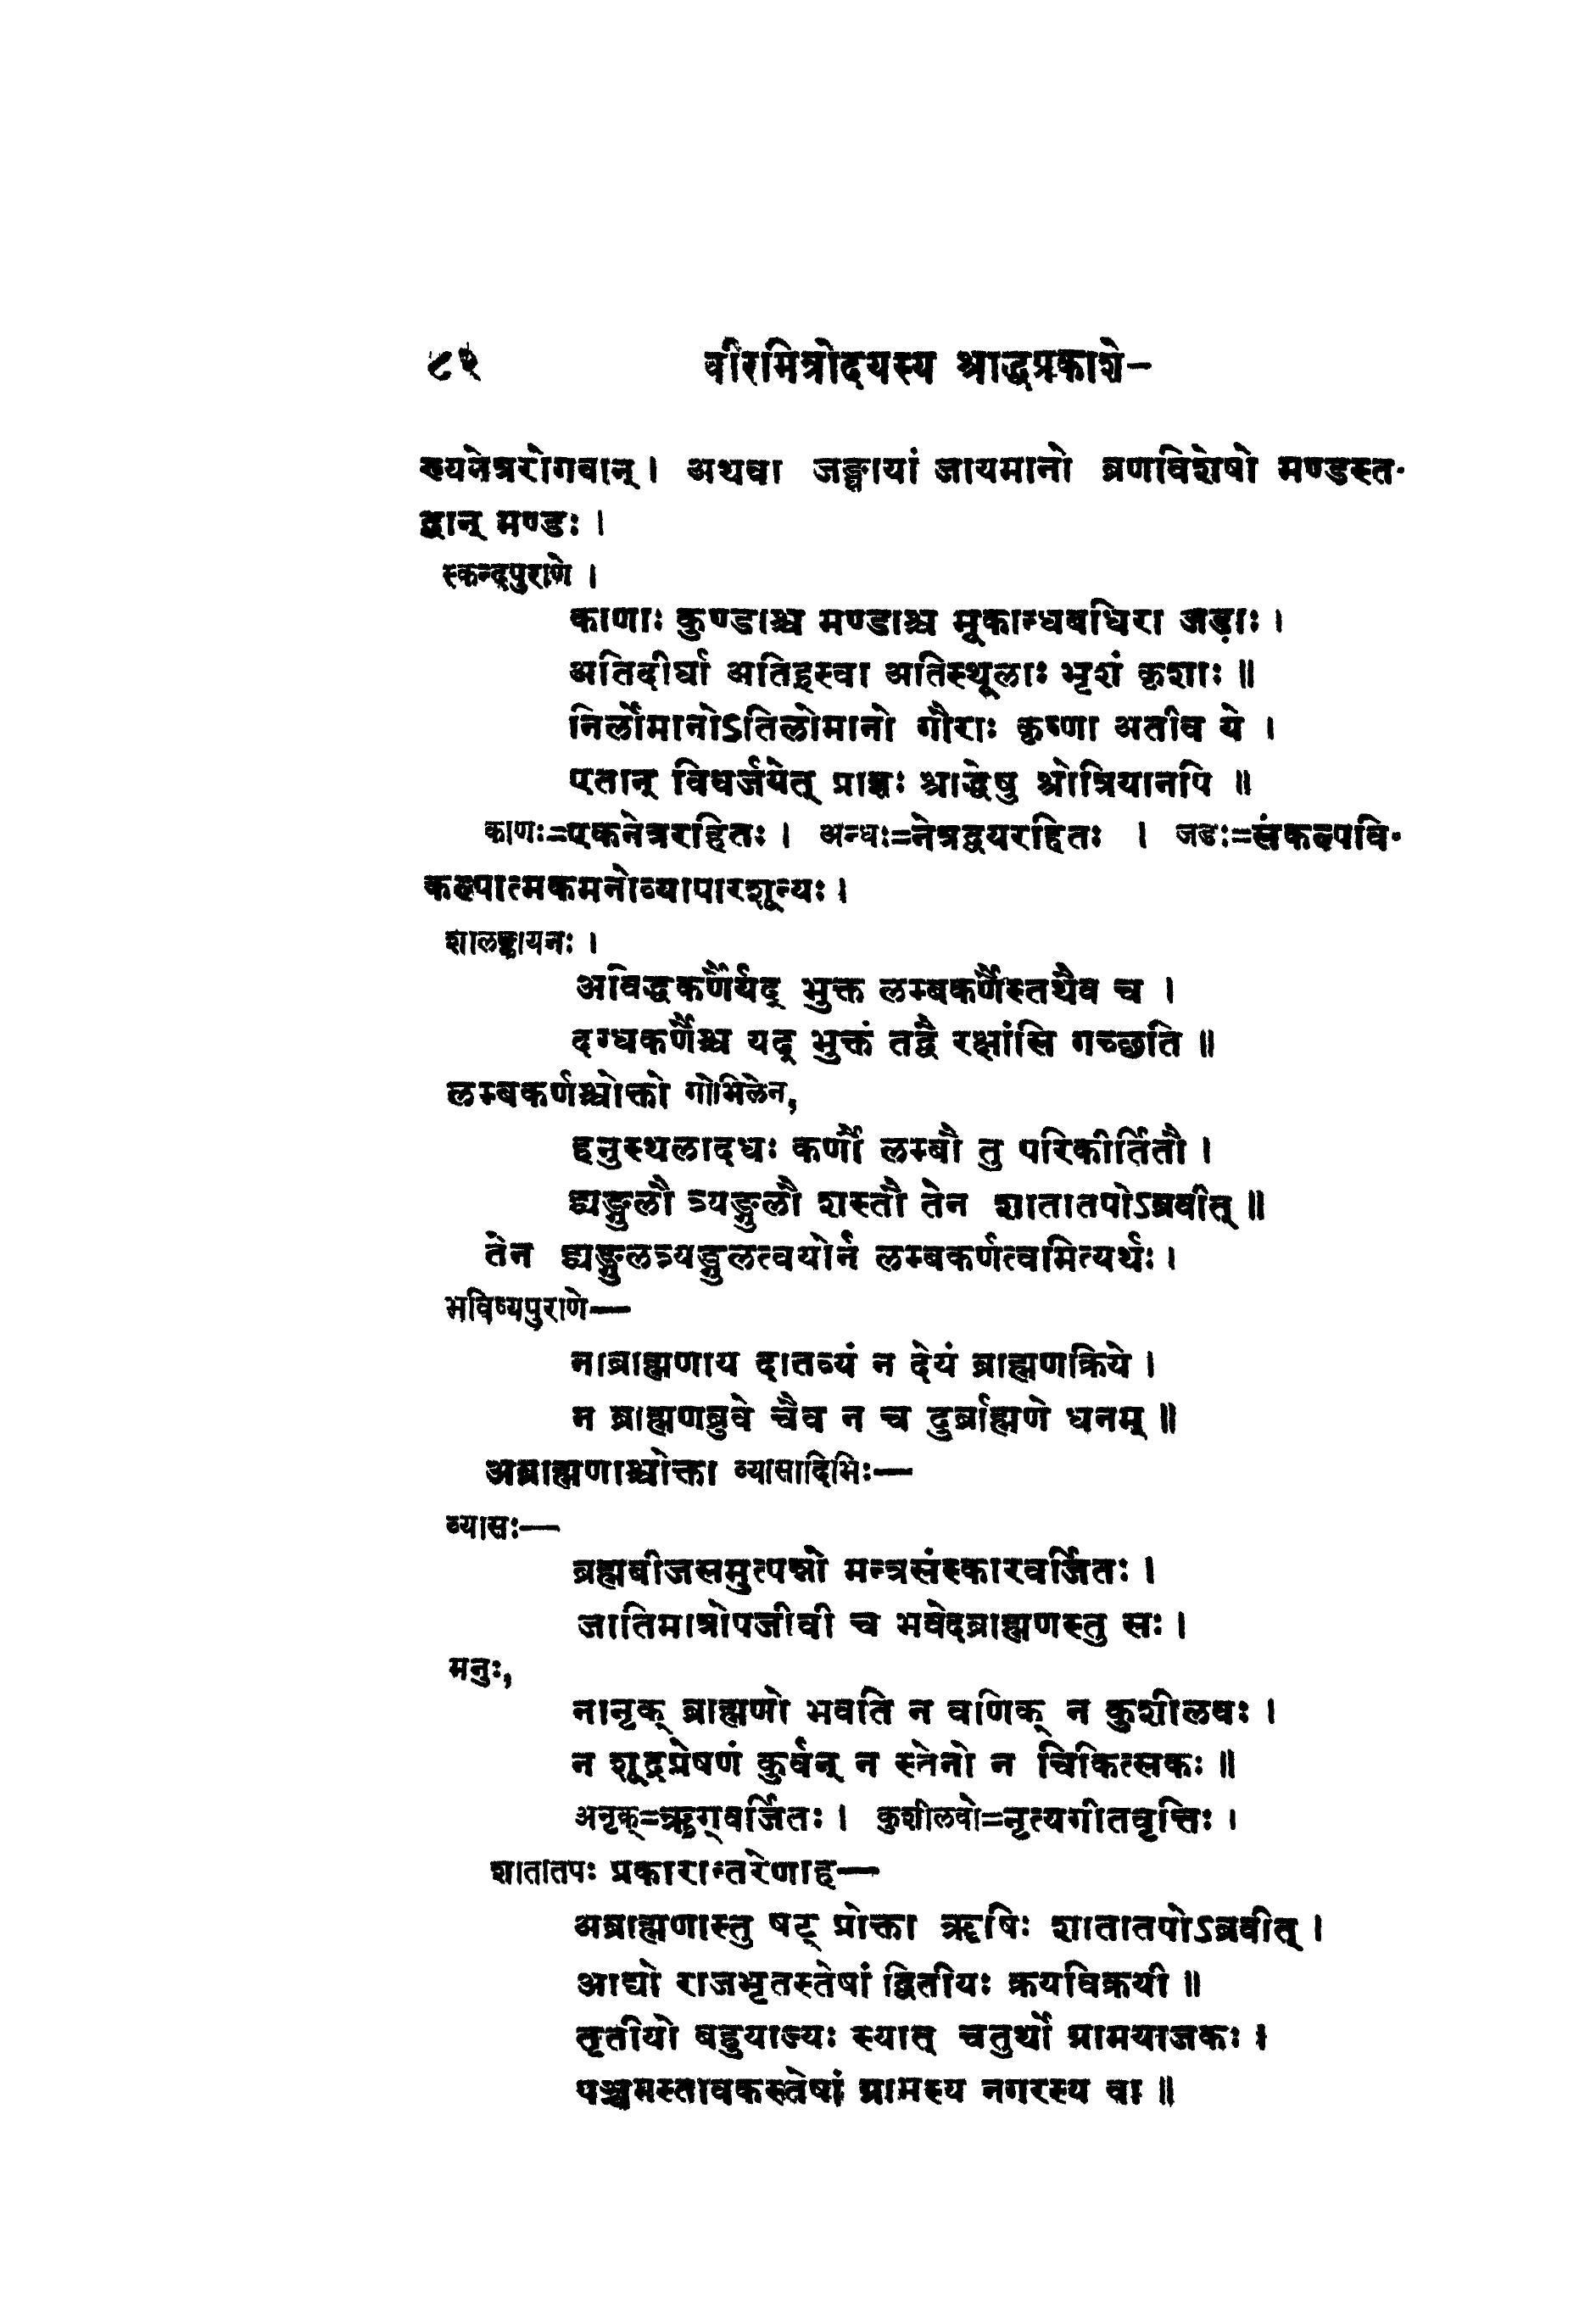 ८२ वीरमित्रोदयस्य श्राद्धप्रकाशे-
ख्यनेत्ररोगवान् । अथवा जङ्घायां जायमानो व्रणविशेषो मण्डस्त-
द्वान् मण्डः ।
स्कन्दपुराणे ।
काणाः कुण्डाश्च मण्डाश्च मूकान्धबधिरा जडाः ।
अतिदीर्घा अतिह्रस्वा अतिस्थूलाः भृशं कृशाः ॥
निर्लोमानोऽतिलोमानो गौराः कृष्णा अतीव ये ।
एतान् विवर्जयेत् प्राज्ञः श्राद्धेषु श्रोत्रियानपि ॥
काणः=एकनेत्ररहितः । अन्धः=नेत्रद्वयरहितः । जडः=संकल्पवि-
कल्पात्मकमनोव्यापारशून्यः ।
शालङ्कायनः ।
अविद्धकर्णैर्यद् भुक्त लम्बकर्णैस्तथैव च ।
दग्धकर्णैश्च यद् भुक्तं तद्वै रक्षांसि गच्छति ॥
लम्बकर्णश्चोक्तो गोभिलेन,
हनुस्थलादधः कर्णौ लम्बौ तु परिकीर्तितौ ।
द्व्यङ्गुलौ त्र्यङ्गुलौ शस्तौ तेन शातातपोऽब्रवीत् ॥
तेन द्व्यङ्गुलत्र्यङ्गुलत्वयोर्न लम्बकर्णत्वमित्यर्थः ।
भविष्यपुराणे—
नाब्राह्मणाय दातव्यं न देयं ब्राह्मणक्रिये ।
न ब्राह्मणब्रुवे चैव न च दुर्ब्राह्मणे धनम् ॥
अब्राह्मणाश्चोक्ता व्यासादिभिः—
व्यासः—
ब्रह्मबीजसमुत्पन्नो मन्त्रसंस्कारवर्जितः ।
जातिमात्रोपजीवी च भवेदब्राह्मणस्तु सः ।
मनुः,
नानृक् ब्राह्मणो भवति न वणिक् न कुशीलवः ।
न शूद्रप्रेषणं कुर्वन् न स्तेनो न चिकित्सकः ॥
अनृक्=ऋग्वर्जितः । कुशीलवो=नृत्यगीतवृत्तिः ।
शातातपः प्रकारान्तरेणाह—
अब्राह्मणास्तु षट् प्रोक्ता ऋषिः शातातपोऽब्रवीत् ।
आद्यो राजभृतस्तेषां द्वितीयः क्रयविक्रयी ॥
तृतीयो बहुयाज्यः स्यात् चतुर्थो ग्रामयाजकः ।
पञ्चमस्तावकस्तेषां ग्रामस्य नगरस्य वा ॥